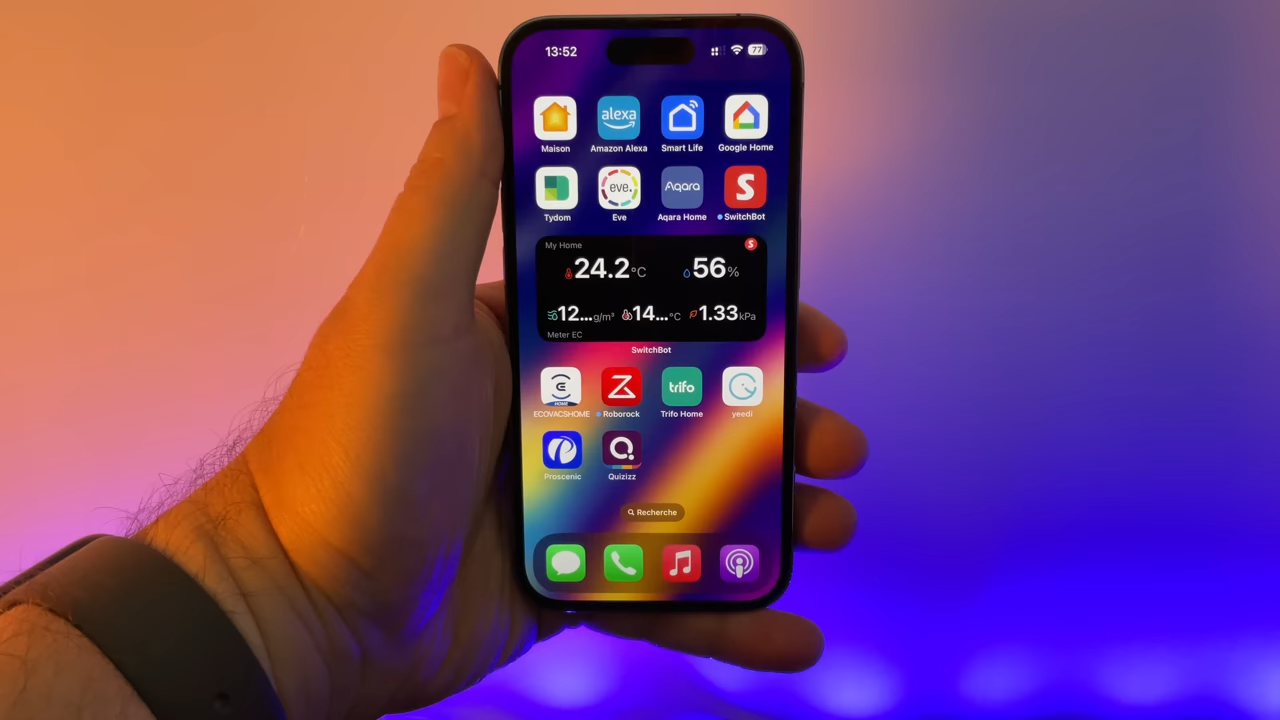 13:52 77
alexa
Maison Amazon Alexa Smart Life Google Home
eve. Aqara S
Tydom Eve Aqara Home SwitchBot
My Home S
24.2°C 56%
12...g/m³ 14...°C 1.33kPa
Meter EC
SwitchBot
HOME trifo
ECOVACSHOME Roborock Trifo Home yeedi
Proscenic Quizizz
Recherche